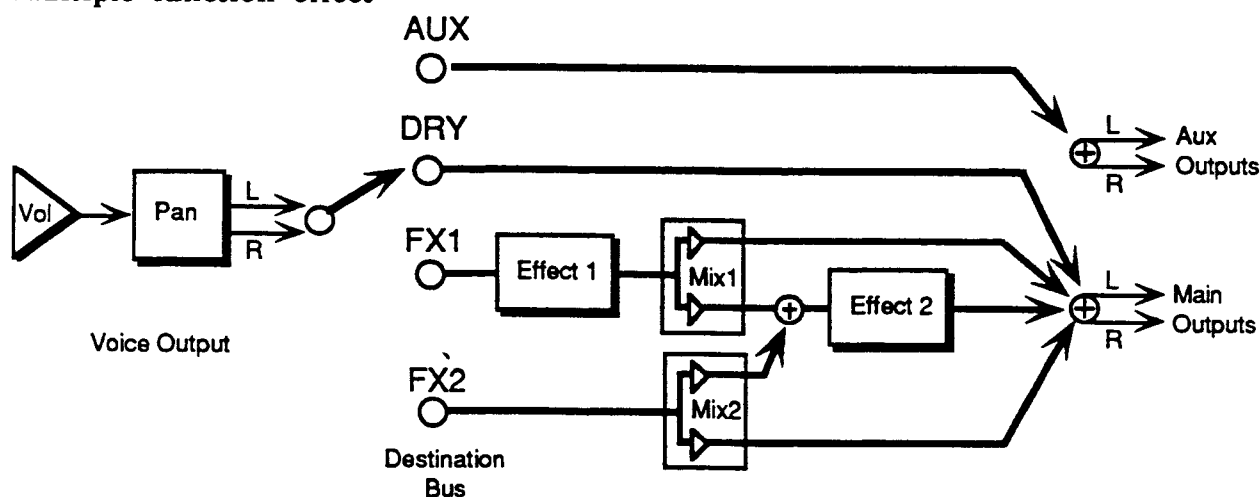 AUX
L
Aux
Outputs
R
DRY
Vol
Pan
L
R
FX1
Effect 1
Mix1
Effect 2
L
Main
Outputs
R
Voice Output
FX2
Mix2
Destination
Bus